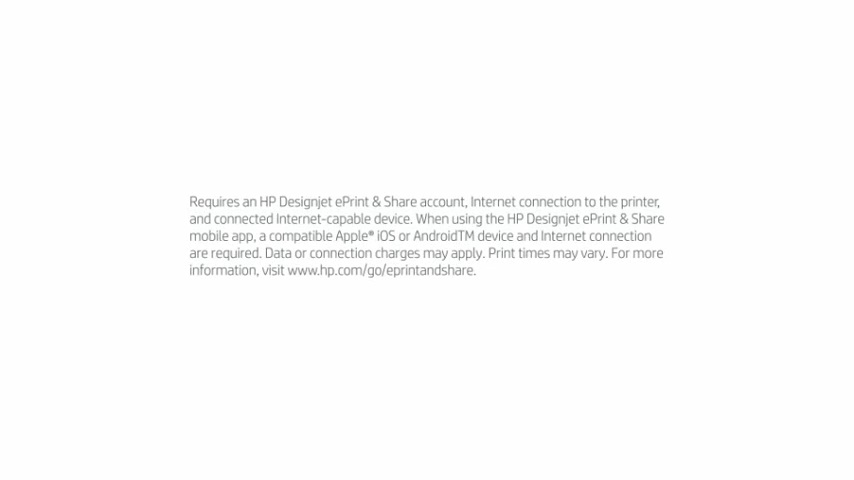 Requires an HP Designjet ePrint & Share account, Internet connection to the printer,
and connected Internet-capable device. When using the HP Designjet ePrint & Share
mobile app, a compatible Apple® iOS or AndroidTM device and Internet connection
are required. Data or connection charges may apply. Print times may vary. For more
information, visit www.hp.com/go/eprintandshare.